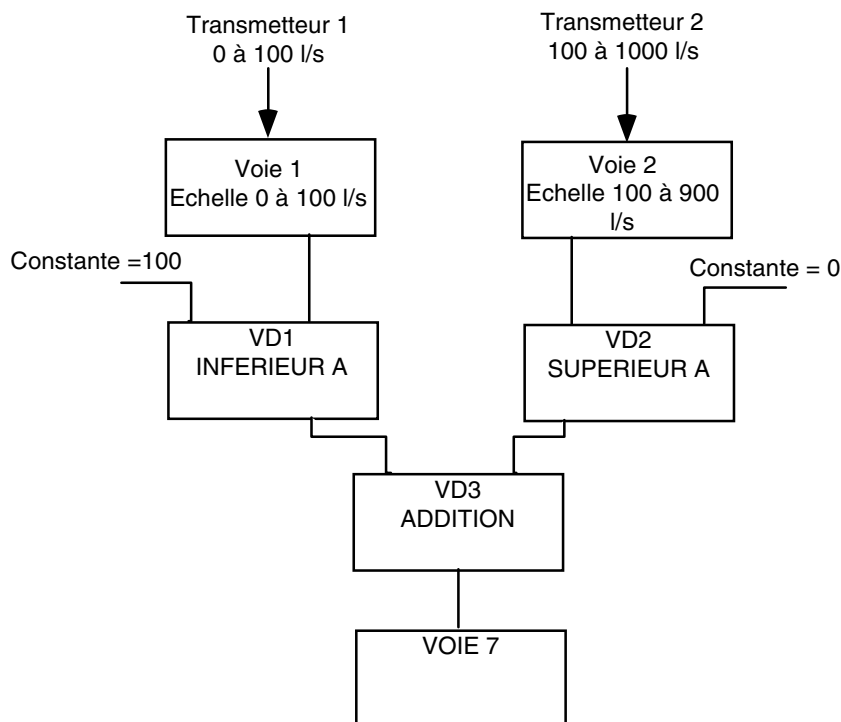 Transmetteur 1
0 à 100 l/s
Transmetteur 2
100 à 1000 l/s
Voie 1
Echelle 0 à 100 l/s
Voie 2
Echelle 100 à 900
l/s
Constante =100
Constante = 0
VD1
INFERIEUR A
VD2
SUPERIEUR A
VD3
ADDITION
VOIE 7